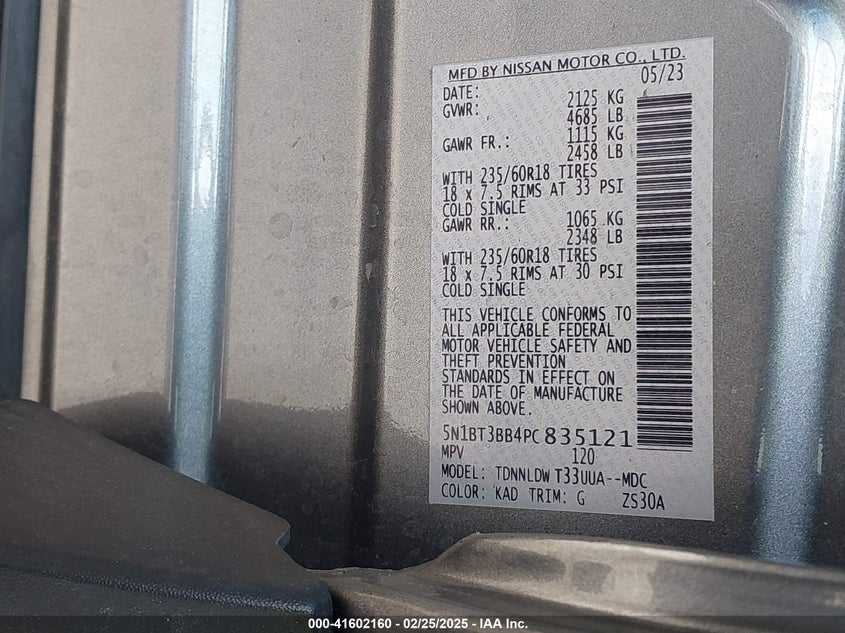 MFD BY NISSAN MOTOR CO., LTD.
DATE: 05/23
GVWR: 2125 KG
4685 LB
GAWR FR.: 1115 KG
2458 LB
WITH 235/60R18 TIRES
18 x 7.5 RIMS AT 33 PSI
COLD SINGLE
GAWR RR.: 1065 KG
2348 LB
WITH 235/60R18 TIRES
18 x 7.5 RIMS AT 30 PSI
COLD SINGLE
THIS VEHICLE CONFORMS TO
ALL APPLICABLE FEDERAL
MOTOR VEHICLE SAFETY AND
THEFT PREVENTION
STANDARDS IN EFFECT ON
THE DATE OF MANUFACTURE
SHOWN ABOVE.
5N1BT3BB4PC835121
MPV 120
MODEL: TDNNLDW T33UUA--MDC
COLOR: KAD TRIM: G ZS30A
000-41602160 - 02/25/2025 - IAA Inc.